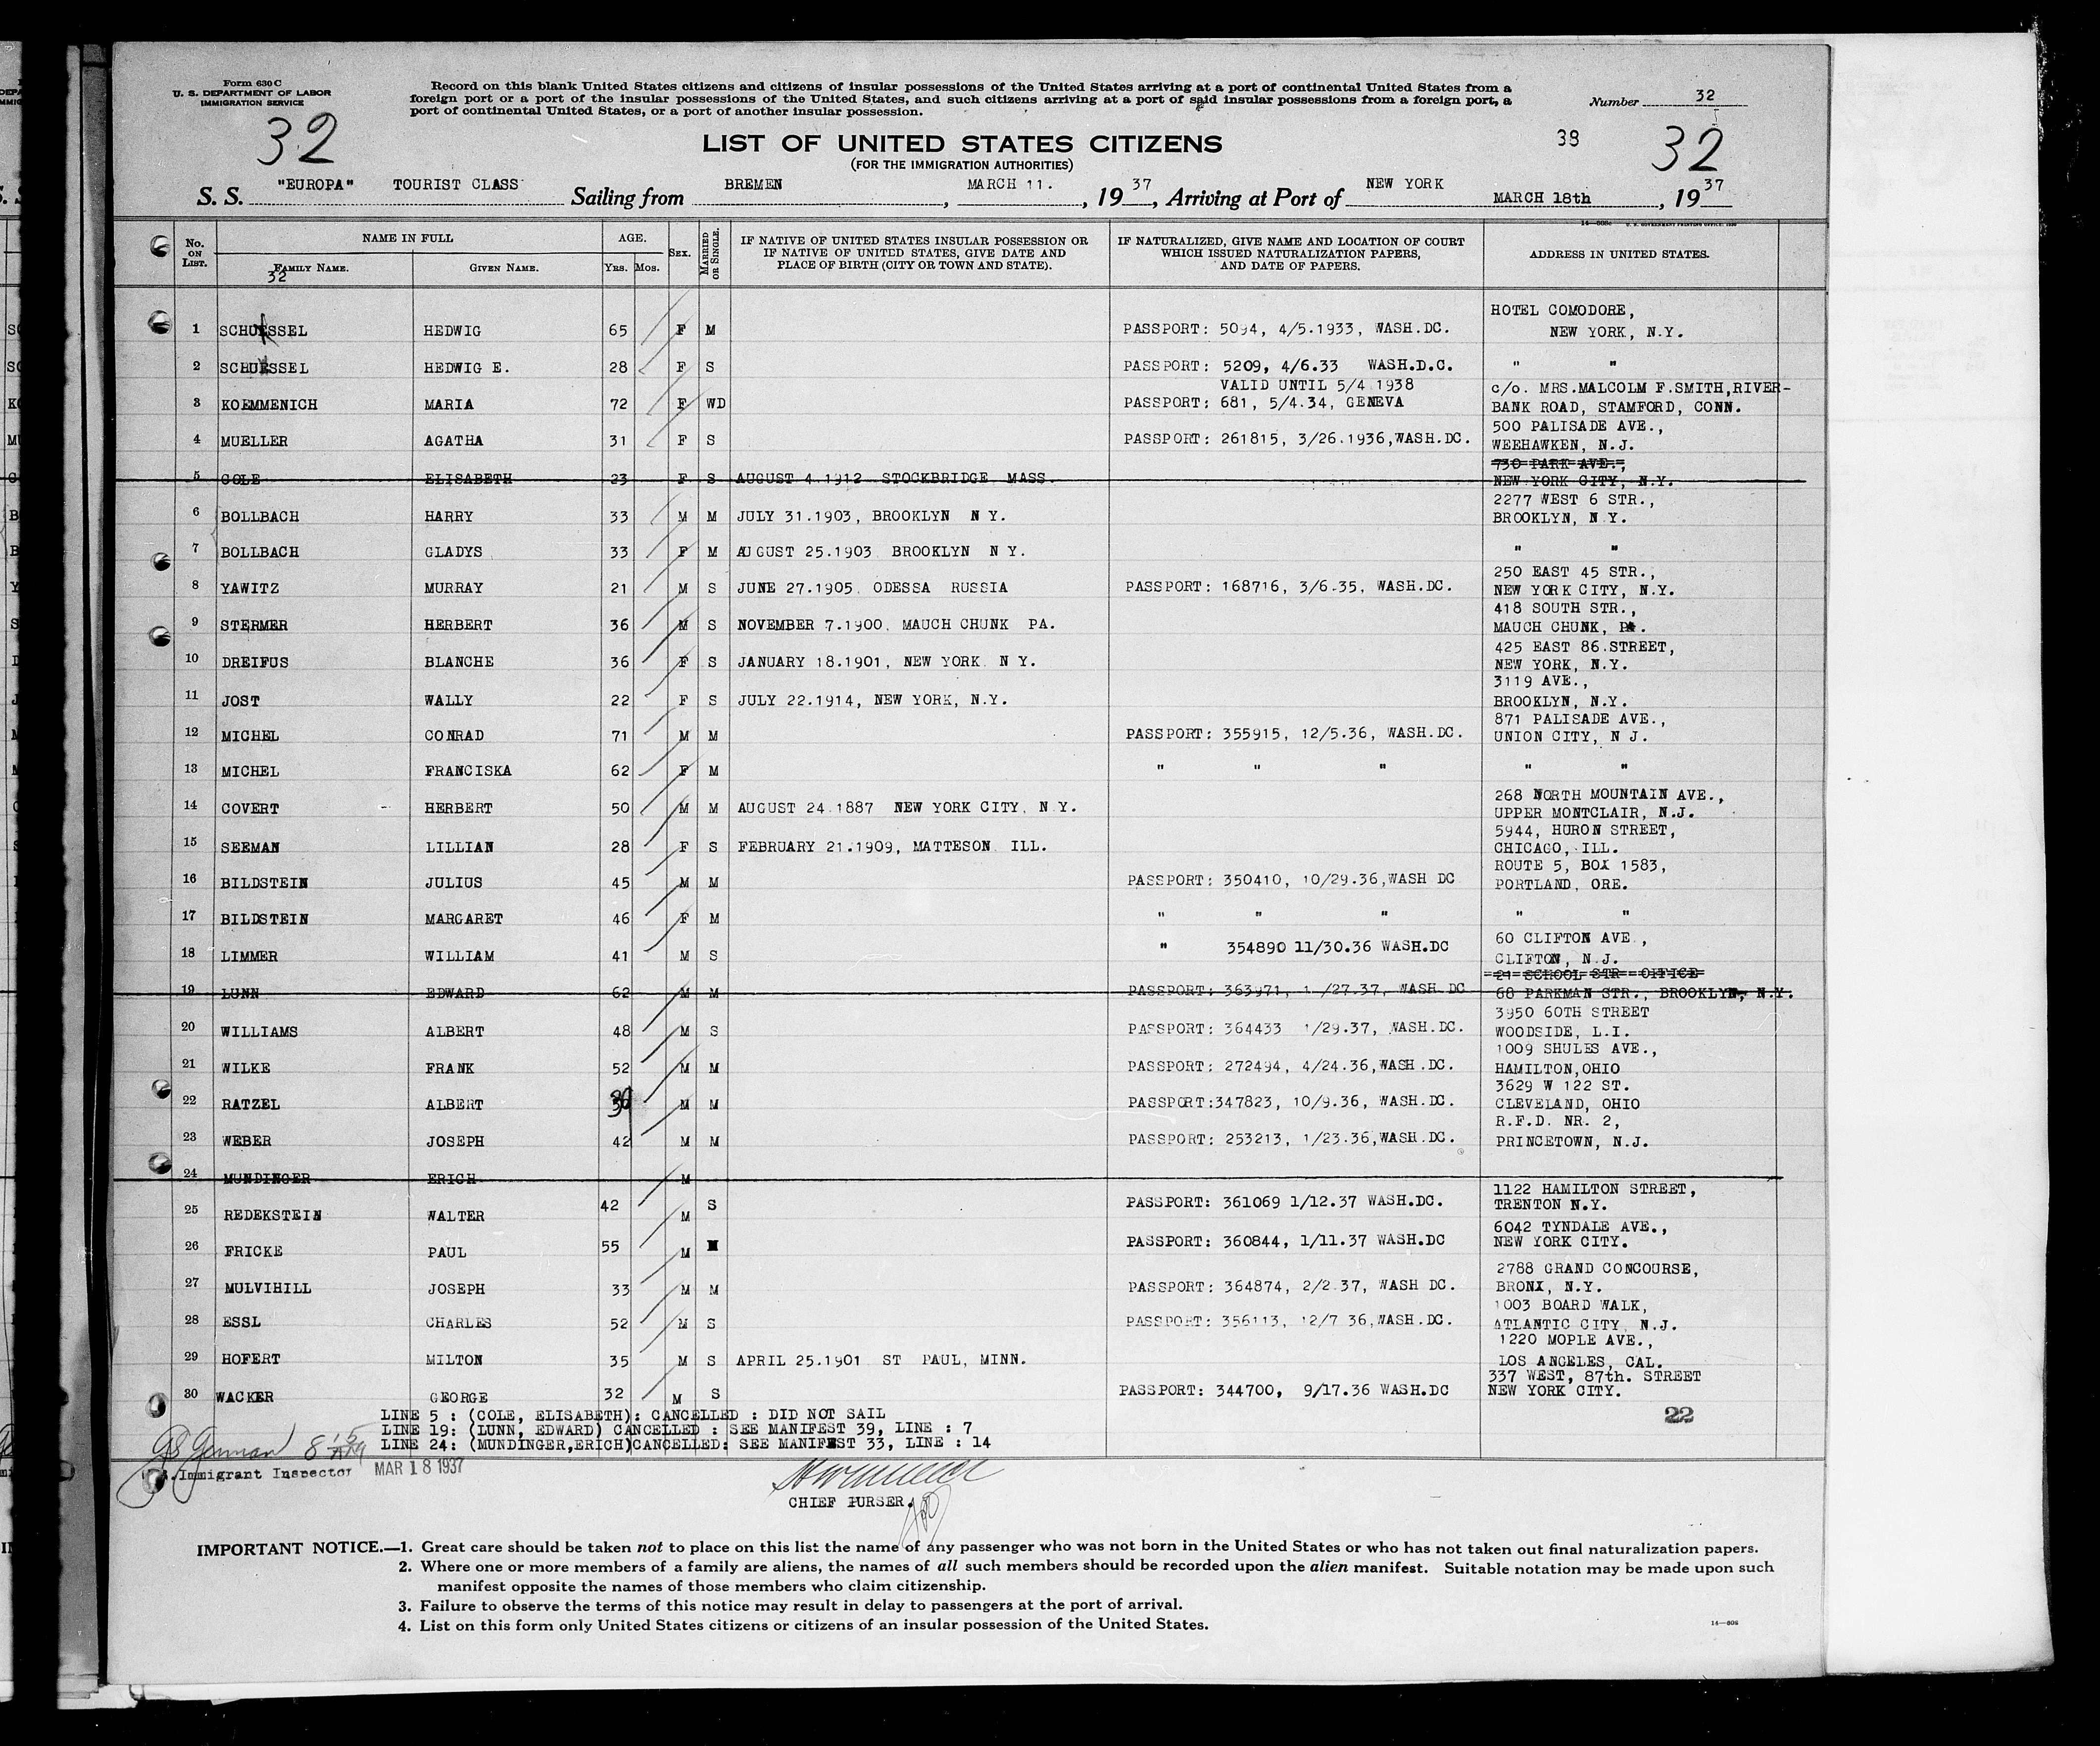 Form 630 C
U. S. DEPARTMENT OF LABOR
IMMIGRATION SERVICE
Record on this blank United States citizens and citizens of insular possessions of the United States arriving at a port of continental United States from a
foreign port or a port of the insular possessions of the United States, and such citizens arriving at a port of said insular possessions from a foreign port, a
port of continental United States, or a port of another insular possession.
Number 32
32
LIST OF UNITED STATES CITIZENS
(FOR THE IMMIGRATION AUTHORITIES)
38
32
S. S. "EUROPA" TOURIST CLASS Sailing from BREMEN, MARCH 11., 1937, Arriving at Port of NEW YORK MARCH 18th, 1937
No. ON LIST.
NAME IN FULL
FAMILY NAME.
32
GIVEN NAME.
AGE.
YRS. MOS.
SEX.
MARRIED OR SINGLE.
IF NATIVE OF UNITED STATES INSULAR POSSESSION OR
IF NATIVE OF UNITED STATES, GIVE DATE AND
PLACE OF BIRTH (CITY OR TOWN AND STATE).
IF NATURALIZED, GIVE NAME AND LOCATION OF COURT
WHICH ISSUED NATURALIZATION PAPERS,
AND DATE OF PAPERS.
ADDRESS IN UNITED STATES.
1 SCHUESSEL HEDWIG 65 F M PASSPORT: 5094, 4/5.1933, WASH.DC. HOTEL COMODORE,
NEW YORK, N.Y.
2 SCHUESSEL HEDWIG E. 28 F S PASSPORT: 5209, 4/6.33 WASH.D.C. " "
VALID UNTIL 5/4 1938
3 KOEMMENICH MARIA 72 F WD PASSPORT: 681, 5/4.34, GENEVA c/o. MRS.MALCOLM F.SMITH,RIVER-
BANK ROAD, STAMFORD, CONN.
4 MUELLER AGATHA 31 F S PASSPORT: 261815, 3/26.1936,WASH.DC. 500 PALISADE AVE.,
WEEHAWKEN, N.J.
5 COLE ELISABETH 23 F S AUGUST 4.1912 STOCKBRIDGE MASS. 730 PARK AVE.,
NEW YORK CITY, N.Y.
6 BOLLBACH HARRY 33 M M JULY 31.1903, BROOKLYN N Y. 2277 WEST 6 STR.,
BROOKLYN, N Y.
7 BOLLBACH GLADYS 33 F M AUGUST 25.1903 BROOKLYN N Y. " "
8 YAWITZ MURRAY 21 M S JUNE 27.1905. ODESSA RUSSIA PASSPORT: 168716, 3/6.35, WASH.DC. 250 EAST 45 STR.,
NEW YORK CITY, N.Y.
9 STERMER HERBERT 36 M S NOVEMBER 7.1900, MAUCH CHUNK PA. 418 SOUTH STR.,
MAUCH CHUNK, PA.
10 DREIFUS BLANCHE 36 F S JANUARY 18.1901, NEW YORK N Y. 425 EAST 86.STREET,
NEW YORK, N.Y.
11 JOST WALLY 22 F S JULY 22.1914, NEW YORK, N.Y. 3119 AVE.,
BROOKLYN, N.Y.
12 MICHEL CONRAD 71 M M PASSPORT: 355915, 12/5.36, WASH.DC. 871 PALISADE AVE.,
UNION CITY, N J.
13 MICHEL FRANCISKA 62 F M " " " " "
14 COVERT HERBERT 50 M M AUGUST 24.1887 NEW YORK CITY, N.Y. 268 NORTH MOUNTAIN AVE.,
UPPER MONTCLAIR, N.J.
15 SEEMAN LILLIAN 28 F S FEBRUARY 21.1909, MATTESON ILL. 5944, HURON STREET,
CHICAGO, ILL.
16 BILDSTEIN JULIUS 45 M M PASSPORT: 350410, 10/29.36,WASH DC ROUTE 5, BOX 1583,
PORTLAND, ORE.
17 BILDSTEIN MARGARET 46 F M " " " " "
18 LIMMER WILLIAM 41 M S " 354890 11/30.36 WASH.DC 60 CLIFTON AVE.,
CLIFTON, N.J.
21 SCHOOL STR OFFICE
19 LUNN EDWARD 62 M M PASSPORT: 363971, 1 /27.37, WASH DC 68 PARKMAN STR., BROOKLYN, N.Y.
20 WILLIAMS ALBERT 48 M S PASSPORT: 364433 1/29.37, WASH.DC. 3950 60TH STREET
WOODSIDE, L.I.
21 WILKE FRANK 52 M M PASSPORT: 272494, 4/24.36,WASH.DC. 1009 SHULES AVE.,
HAMILTON,OHIO
22 RATZEL ALBERT M M PASSPORT:347823, 10/9.36, WASH.DC. 3629 W 122 ST.
CLEVELAND, OHIO
23 WEBER JOSEPH 42 M M PASSPORT: 253213, 1/23.36,WASH.DC. R.F.D. NR. 2,
PRINCETOWN, N.J.
24 MUNDINGER ERICH M
25 REDEKSTEIN WALTER 42 M S PASSPORT: 361069 1/12.37 WASH.DC. 1122 HAMILTON STREET,
TRENTON N.Y.
26 FRICKE PAUL 55 M PASSPORT: 360844, 1/11.37 WASH.DC 6042 TYNDALE AVE.,
NEW YORK CITY.
27 MULVIHILL JOSEPH 33 M M PASSPORT: 364874, 2/2.37, WASH DC. 2788 GRAND CONCOURSE,
BRONX, N.Y.
28 ESSL CHARLES 52 M S PASSPORT: 356113, 12/7 36,WASH.DC. 1003 BOARD WALK,
ATLANTIC CITY N.J.
29 HOFERT MILTON 35 M S APRIL 25.1901 ST PAUL, MINN. 1220 MOPLE AVE.,
LOS ANGELES, CAL.
30 WACKER GEORGE 32 M S PASSPORT: 344700, 9/17.36 WASH.DC 337 WEST, 87th. STREET
NEW YORK CITY.
LINE 5 : (COLE, ELISABETH): CANCELLED : DID NOT SAIL
LINE 19: (LUNN, EDWARD) CANCELLED : SEE MANIFEST 39, LINE : 7
LINE 24: (MUNDINGER,ERICH)CANCELLED: SEE MANIFEST 33, LINE : 14
22
Immigrant Inspector MAR 18 1937
CHIEF PURSER.
IMPORTANT NOTICE.—1. Great care should be taken not to place on this list the name of any passenger who was not born in the United States or who has not taken out final naturalization papers.
2. Where one or more members of a family are aliens, the names of all such members should be recorded upon the alien manifest. Suitable notation may be made upon such
manifest opposite the names of those members who claim citizenship.
3. Failure to observe the terms of this notice may result in delay to passengers at the port of arrival.
4. List on this form only United States citizens or citizens of an insular possession of the United States.
14—608